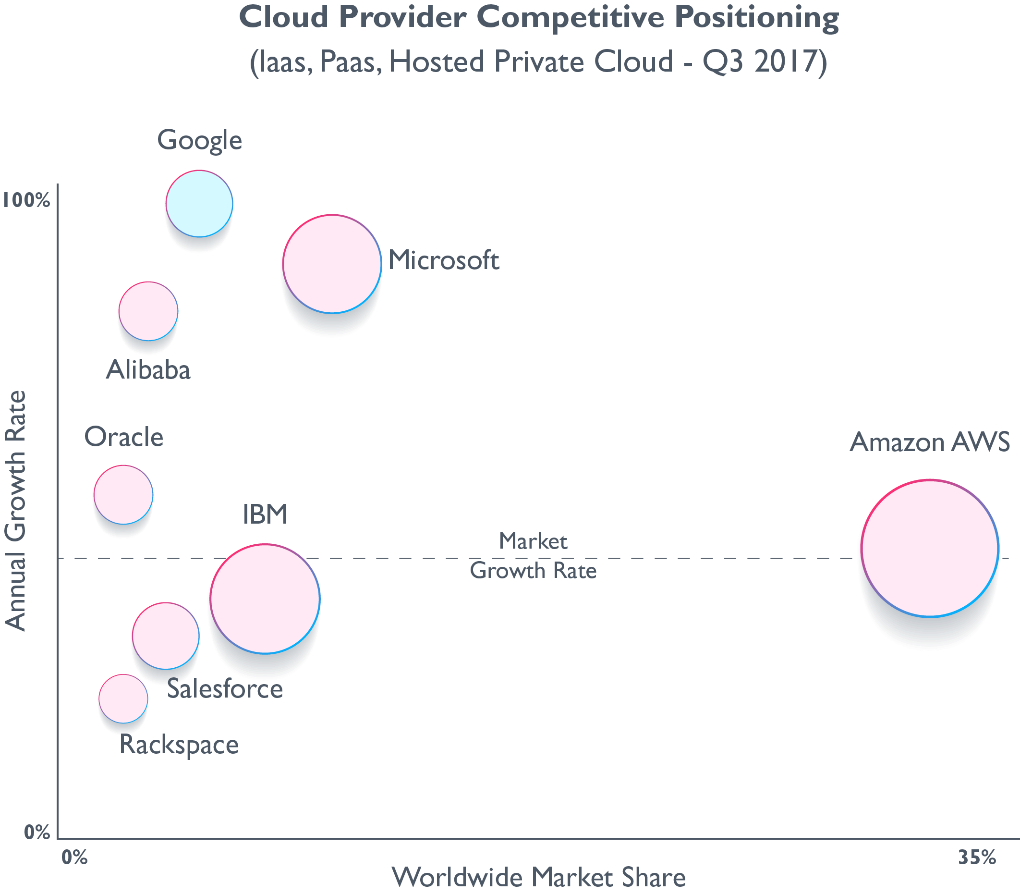 Cloud Provider Competitive Positioning
(Iaas, Paas, Hosted Private Cloud - Q3 2017)
Google
100%
Microsoft
Alibaba
Annual Growth Rate
Oracle
Amazon AWS
IBM
Market
Growth Rate
Salesforce
Rackspace
0%
0%
35%
Worldwide Market Share